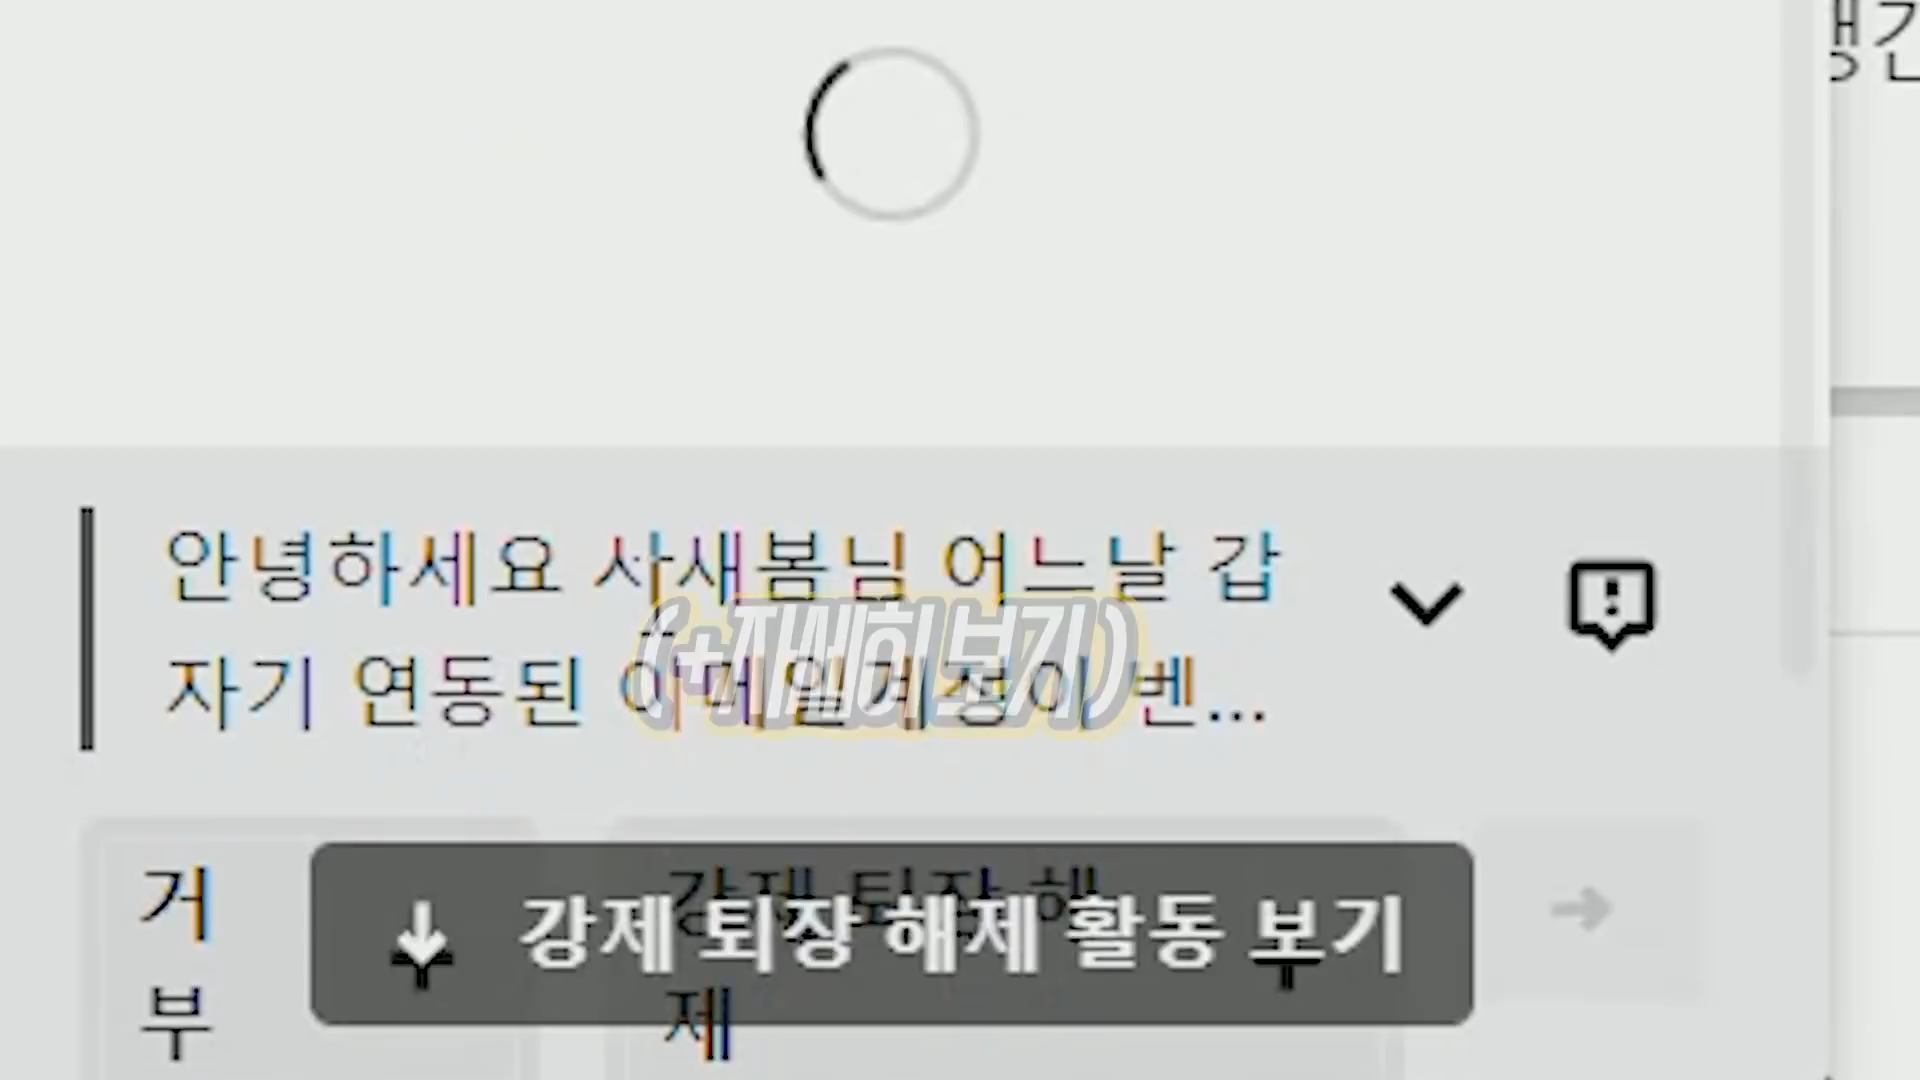 안녕하세요 사새봄님 어느날 갑
자기 연동된 이메일계정이 벤...
(+자세히 보기)
거
부
강제 퇴장 해
제
강제 퇴장 해제 활동 보기